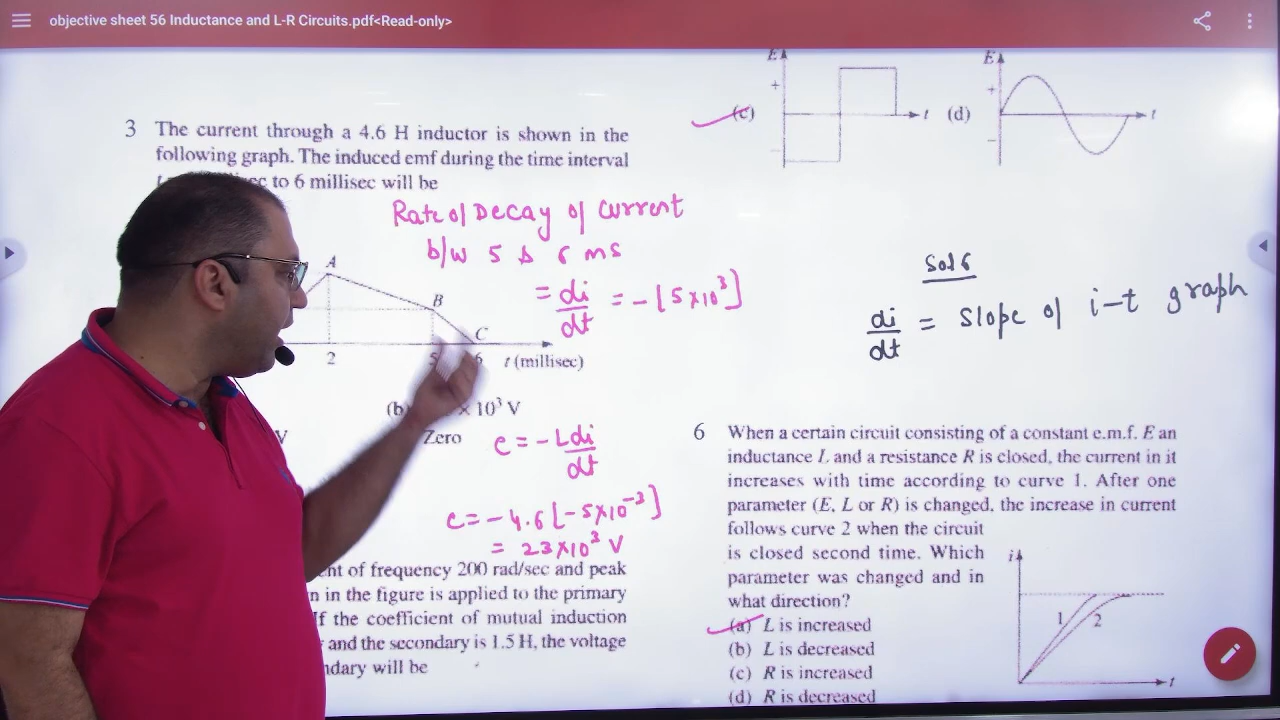 objective sheet 56 Inductance and L-R Circuits.pdf<Read-only>
3 The current through a 4.6 H inductor is shown in the
following graph. The induced emf during the time interval
to 6 millisec will be
Rate of Decay of Current
b/w 5 & 6 ms
= di/dt = -[5×10³]
A
B
C
2
5
6
t (millisec)
(b)
× 10³ V
V
Zero
e = -L di/dt
e = -4.6[-5×10⁻³]
= 23×10³ V
of frequency 200 rad/sec and peak
n in the figure is applied to the primary
If the coefficient of mutual induction
and the secondary is 1.5 H, the voltage
will be
E
+
−
(c)
t
(d)
E
+
−
t
Sol 6
di/dt = Slope of i-t graph
6 When a certain circuit consisting of a constant e.m.f. E an
inductance L and a resistance R is closed, the current in it
increases with time according to curve 1. After one
parameter (E, L or R) is changed, the increase in current
follows curve 2 when the circuit
is closed second time. Which
parameter was changed and in
what direction?
(a) L is increased
(b) L is decreased
(c) R is increased
(d) R is decreased
i
1
2
t